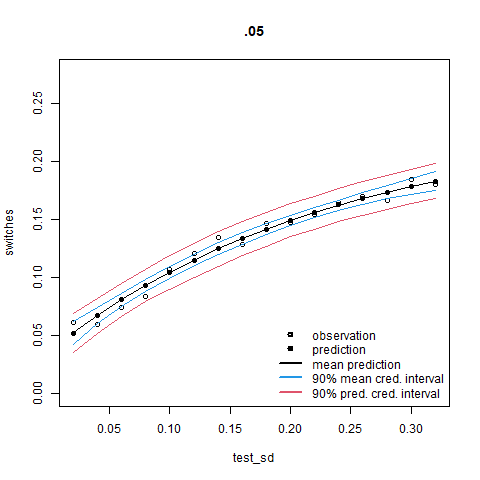 .05
switches
0.25
0.20
0.15
0.10
0.05
0.00
observation
prediction
mean prediction
90% mean cred. interval
90% pred. cred. interval
0.05 0.10 0.15 0.20 0.25 0.30
test_sd